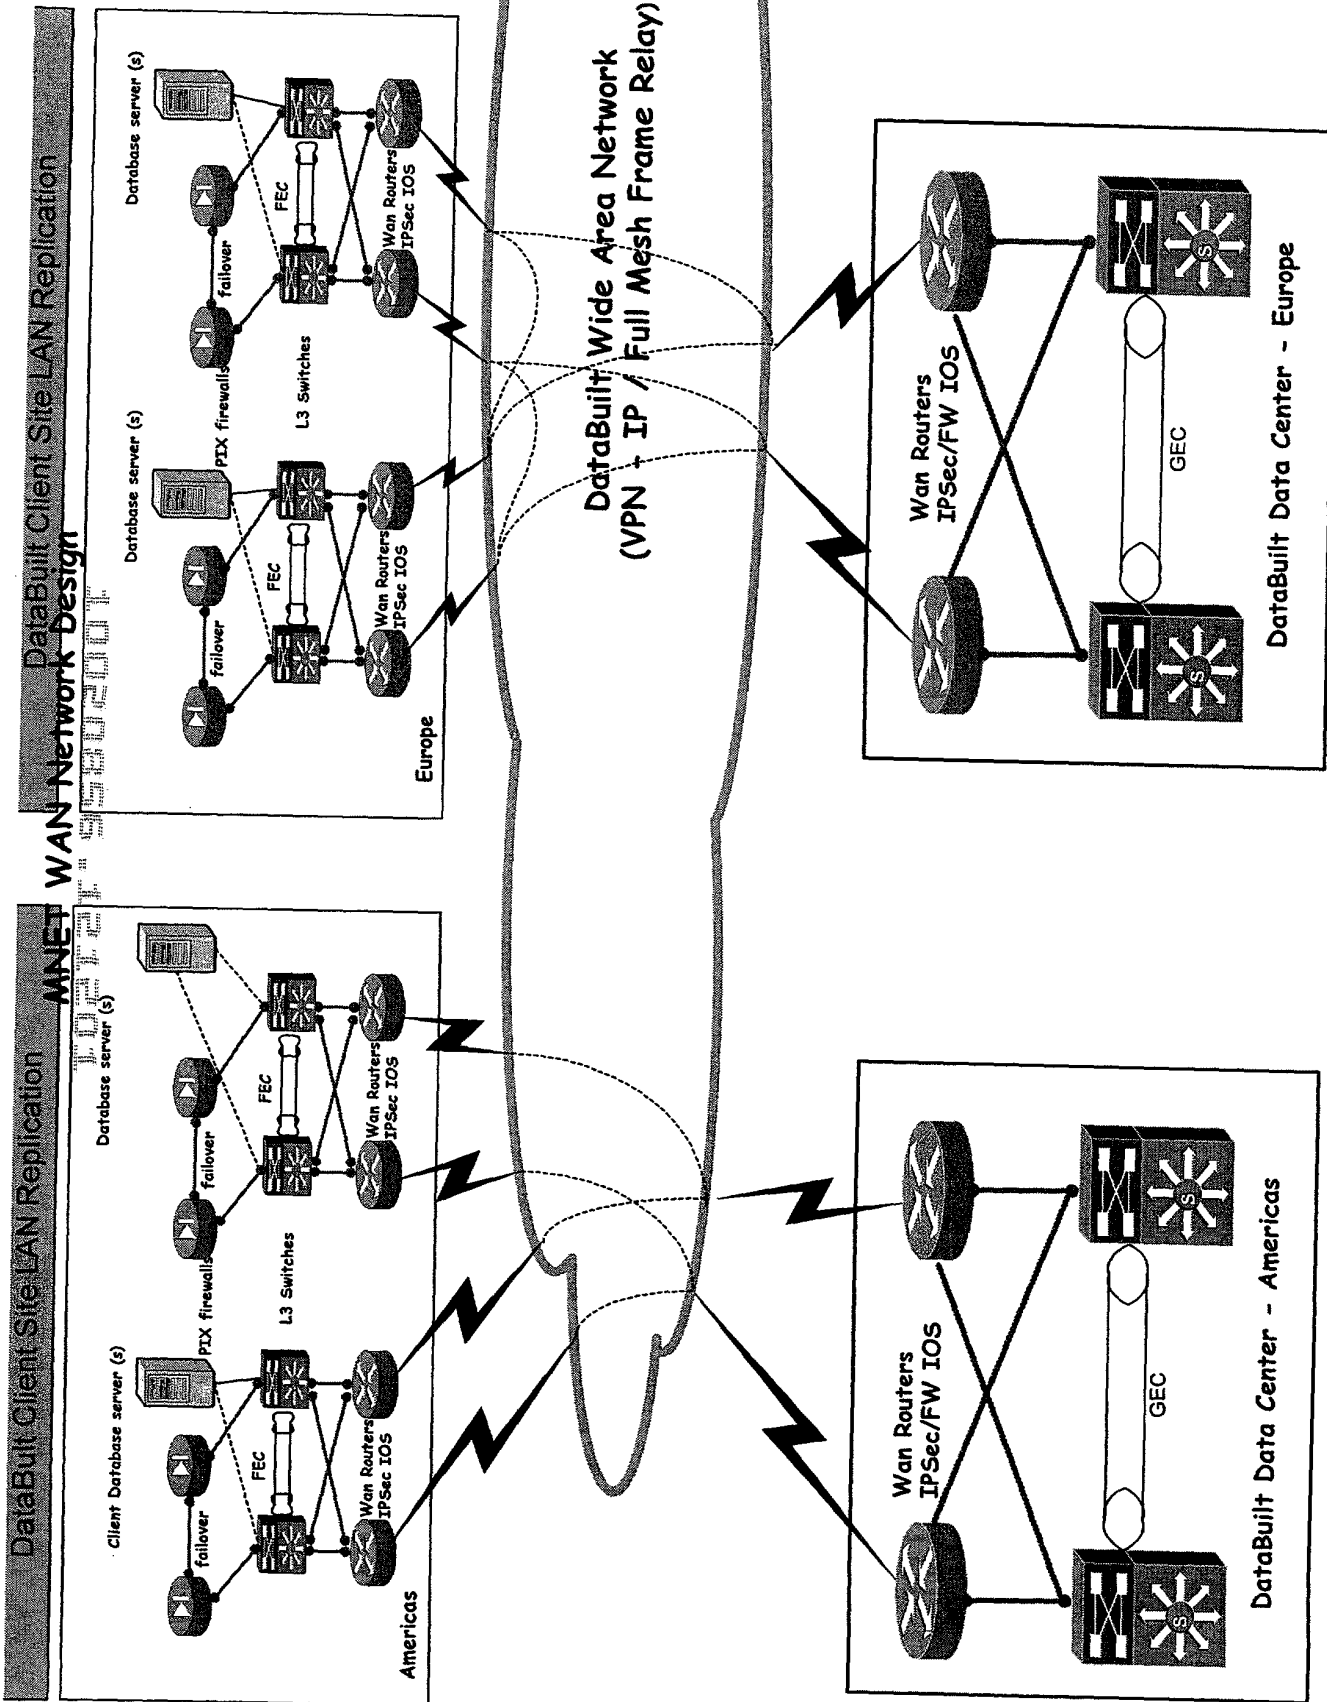 MNET WAN Network Design
DataBuilt Client Site LAN Replication
DataBuilt Client Site LAN Replication
Client Database server (s)
Database server (s)
failover
failover
PIX firewalls
FEC
FEC
L3 Switches
Wan Routers
IPSec IOS
Wan Routers
IPSec IOS
Americas
Database server (s)
Database server (s)
failover
failover
PIX firewalls
FEC
FEC
L3 Switches
Wan Routers
IPSec IOS
Wan Routers
IPSec IOS
Europe
DataBuilt Wide Area Network
(VPN - IP / Full Mesh Frame Relay)
Wan Routers
IPSec/FW IOS
S
S
GEC
DataBuilt Data Center - Americas
Wan Routers
IPSec/FW IOS
S
S
GEC
DataBuilt Data Center - Europe